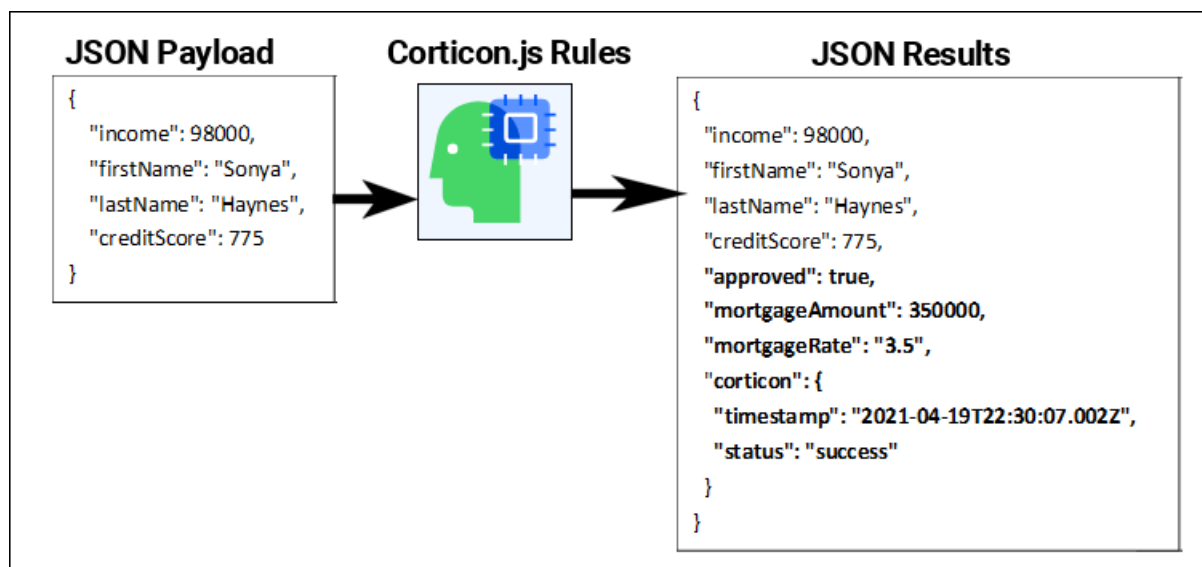 JSON Payload
{
"income": 98000,
"firstName": "Sonya",
"lastName": "Haynes",
"creditScore": 775
}
Corticon.js Rules
JSON Results
{
"income": 98000,
"firstName": "Sonya",
"lastName": "Haynes",
"creditScore": 775,
"approved": true,
"mortgageAmount": 350000,
"mortgageRate": "3.5",
"corticon": {
"timestamp": "2021-04-19T22:30:07.002Z",
"status": "success"
}
}